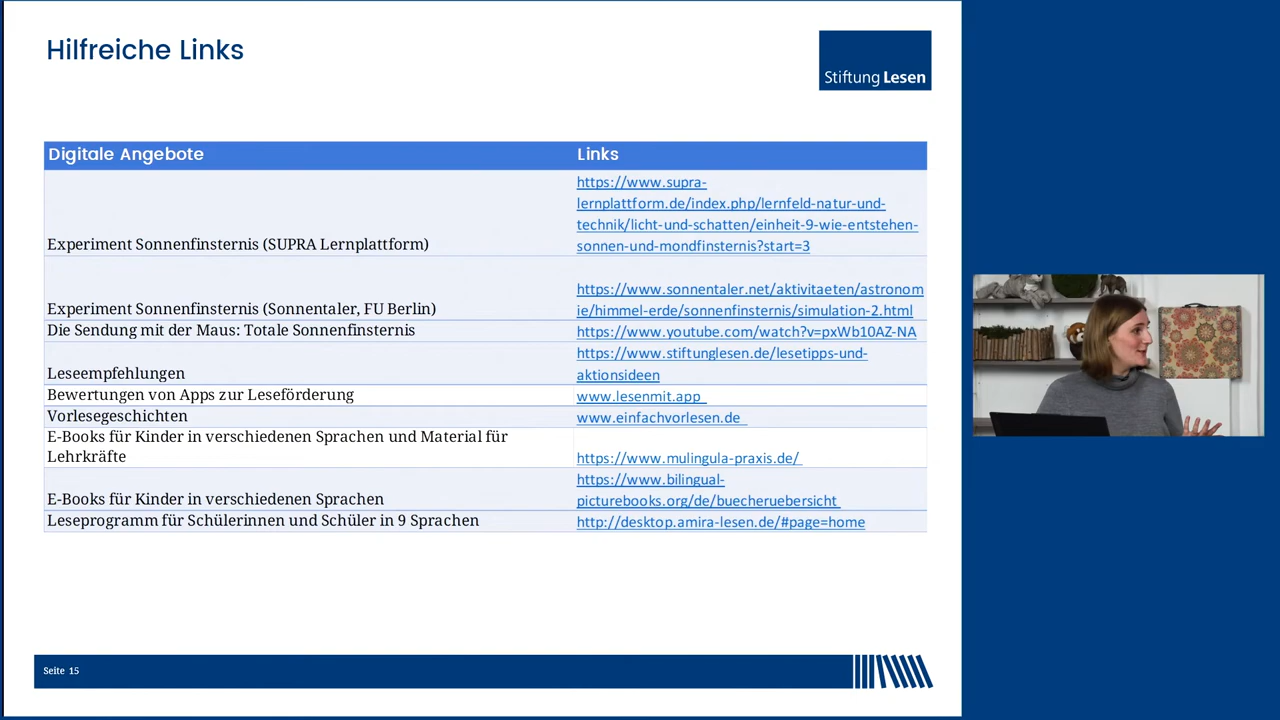 Hilfreiche Links
Stiftung Lesen
Digitale Angebote
Links
Experiment Sonnenfinsternis (SUPRA Lernplattform)
https://www.supra-
lernplattform.de/index.php/lernfeld-natur-und-
technik/licht-und-schatten/einheit-9-wie-entstehen-
sonnen-und-mondfinsternis?start=3
Experiment Sonnenfinsternis (Sonnentaler, FU Berlin)
https://www.sonnentaler.net/aktivitaeten/astronom
ie/himmel-erde/sonnenfinsternis/simulation-2.html
Die Sendung mit der Maus: Totale Sonnenfinsternis
https://www.youtube.com/watch?v=pxWb10AZ-NA
Leseempfehlungen
https://www.stiftunglesen.de/lesetipps-und-
aktionsideen
Bewertungen von Apps zur Leseförderung
www.lesenmit.app
Vorlesegeschichten
www.einfachvorlesen.de
E-Books für Kinder in verschiedenen Sprachen und Material für
Lehrkräfte
https://www.mulingula-praxis.de/
E-Books für Kinder in verschiedenen Sprachen
https://www.bilingual-
picturebooks.org/de/buecheruebersicht
Leseprogramm für Schülerinnen und Schüler in 9 Sprachen
http://desktop.amira-lesen.de/#page=home
Seite 15